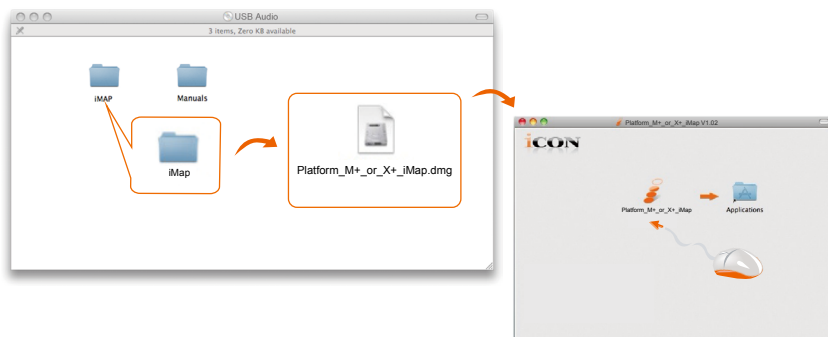 USB Audio
3 items, Zero KB available
iMAP
Manuals
iMap
Platform_M+_or_X+_iMap.dmg
Platform_M+_or_X+_iMap V1.02
iCON
Platform_M+_or_X+_iMap
Applications